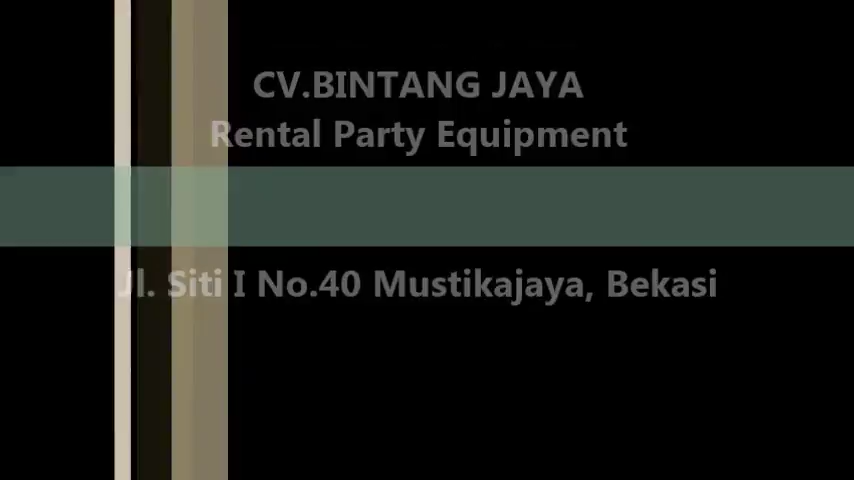 CV.BINTANG JAYA
Rental Party Equipment
Jl. Siti I No.40 Mustikajaya, Bekasi